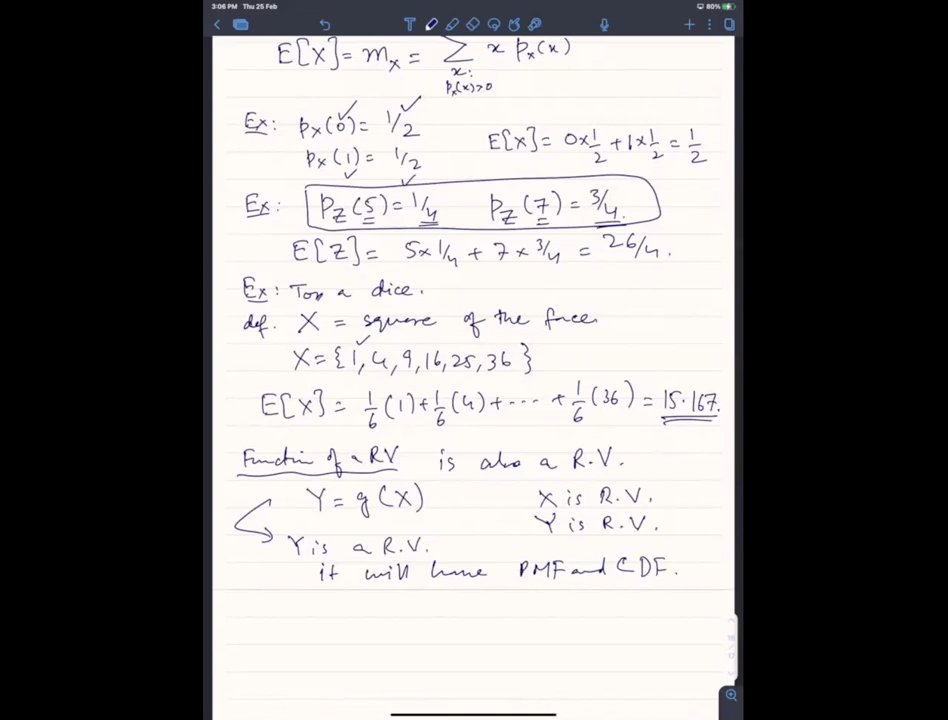 3:06 PM Thu 25 Feb
80%
E[X] = m_X = ∑ x p_X(x)
x:
p_X(x)>0
Ex: p_X(0) = 1/2
p_X(1) = 1/2
E[X] = 0×1/2 + 1×1/2 = 1/2
Ex: p_Z(5) = 1/4 p_Z(7) = 3/4.
E[Z] = 5×1/4 + 7×3/4 = 26/4.
Ex: Toss a dice.
def. X = square of the face.
X = {1, 4, 9, 16, 25, 36}
E[X] = 1/6 (1) + 1/6 (4) + ... + 1/6 (36) = 15.167.
Function of a RV is also a R.V.
Y = g(X) X is R.V.
Y is R.V.
Y is a R.V.
it will have PMF and CDF.
16
17